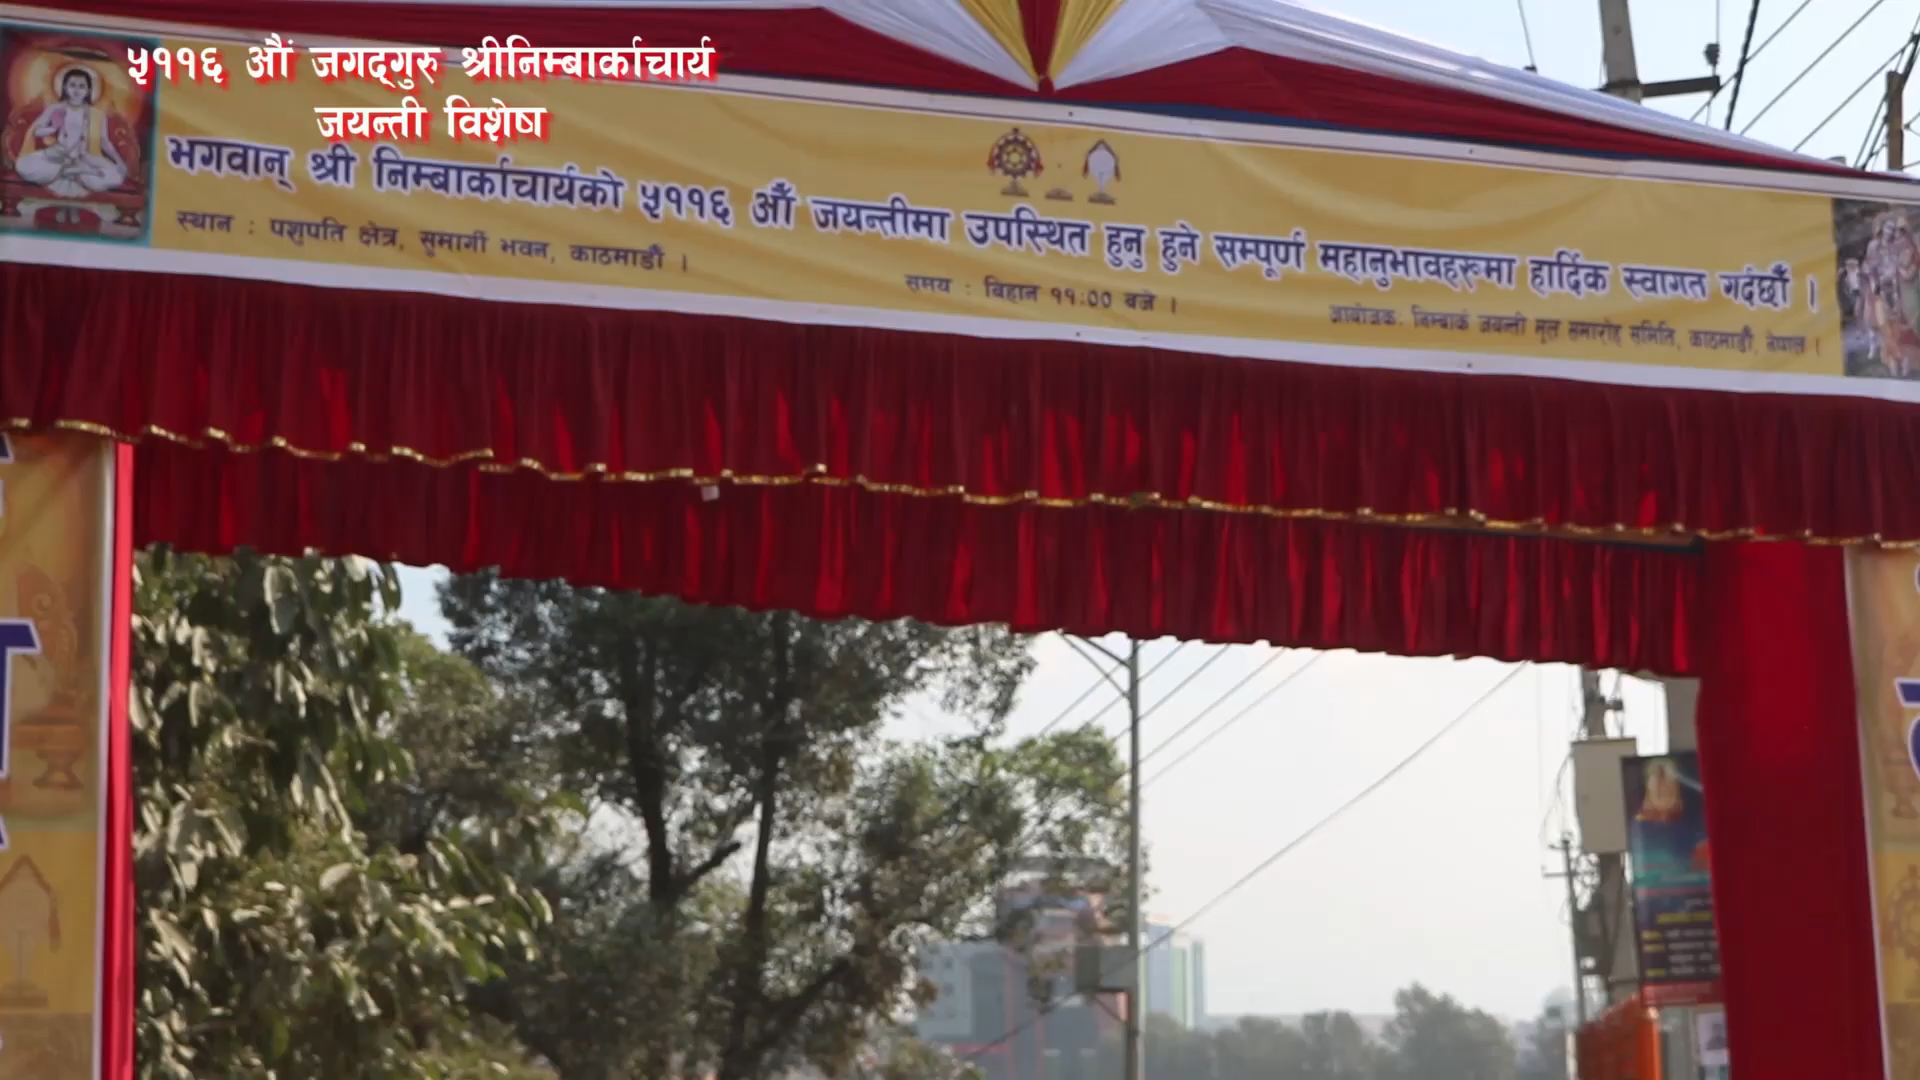 ५११६ औं जगद्गुरु श्रीनिम्बार्काचार्य
जयन्ती विशेष
भगवान् श्री निम्बार्काचार्यको ५११६ औँ जयन्तीमा उपस्थित हुनु हुने सम्पूर्ण महानुभावहरूमा हार्दिक स्वागत गर्दछौँ ।
स्थान : पशुपति क्षेत्र, सुमार्गी भवन, काठमाडौं ।
समय : बिहान ११:०० बजे ।
आयोजक. निम्बार्क जयन्ती मूल समारोह समिति, काठमाडौं, नेपाल ।